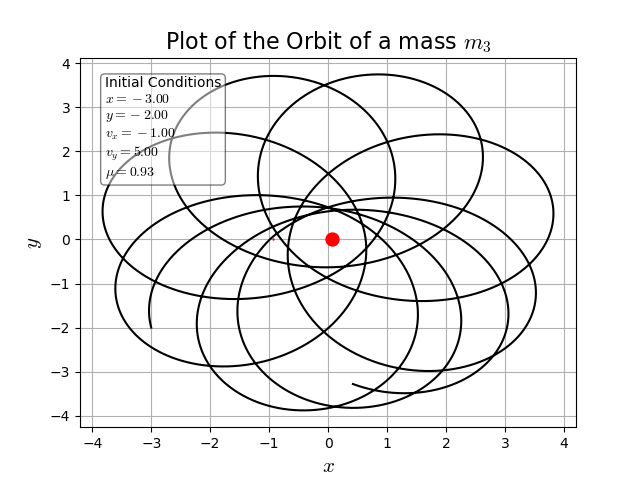 Plot of the Orbit of a mass m₃
Initial Conditions
x = −3.00
y = −2.00
vₓ = −1.00
v_y = 5.00
μ = 0.93
4
3
2
1
0
−1
−2
−3
−4
y
−4 −3 −2 −1 0 1 2 3 4
x